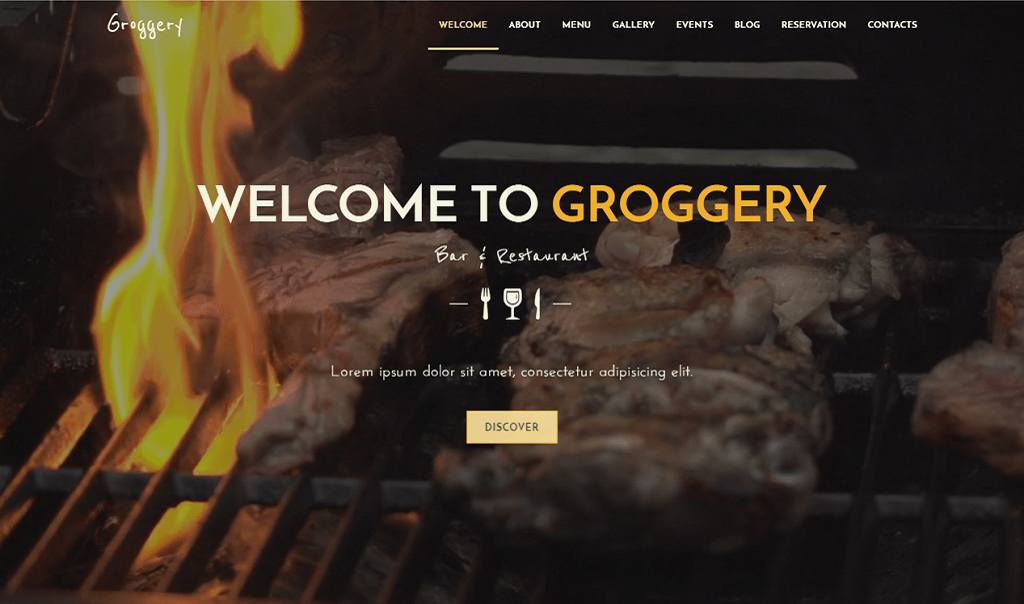 Groggery
WELCOME ABOUT MENU GALLERY EVENTS BLOG RESERVATION CONTACTS
WELCOME TO GROGGERY
Bar & Restaurant
Lorem ipsum dolor sit amet, consectetur adipisicing elit.
DISCOVER